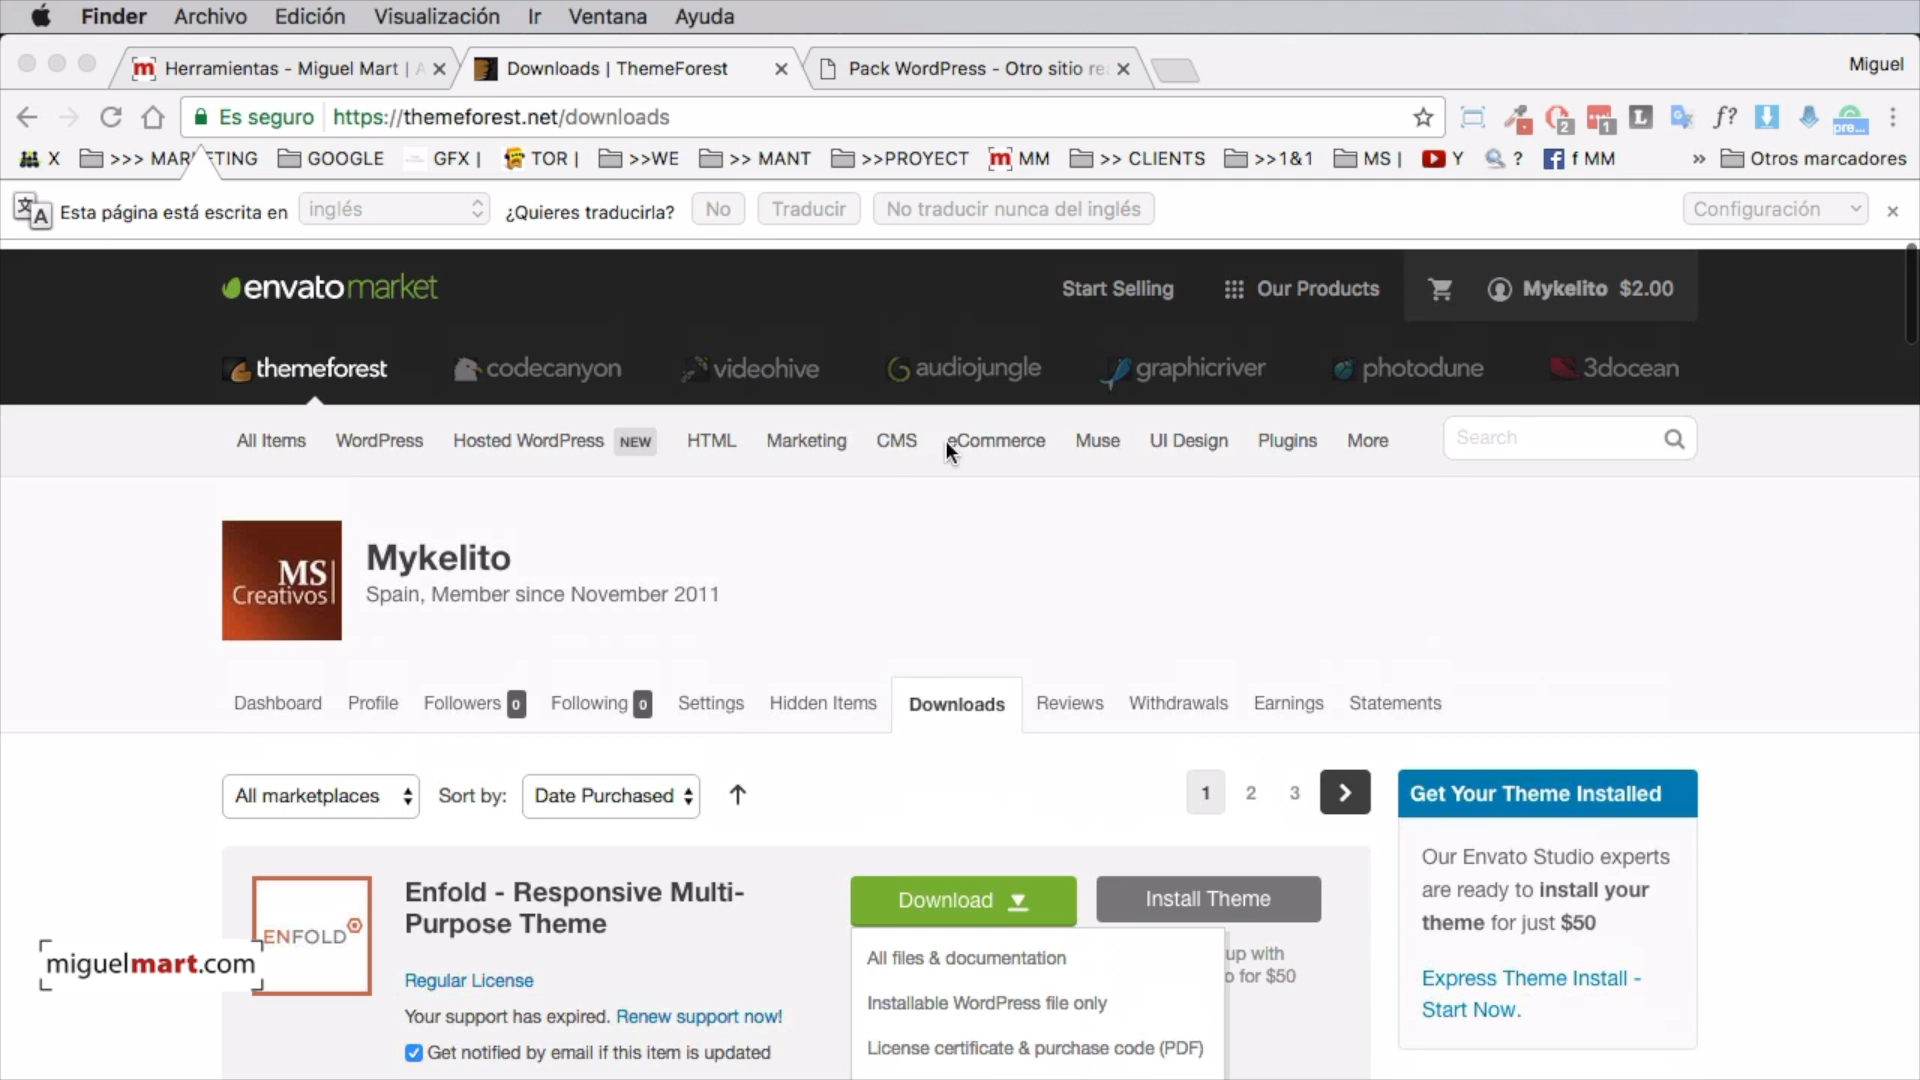 Finder Archivo Edición Visualización Ir Ventana Ayuda
Herramientas - Miguel Mart | A Downloads | ThemeForest Pack WordPress - Otro sitio re Miguel
Es seguro https://themeforest.net/downloads f?
X >>> MARKETING GOOGLE GFX | TOR | >>WE >> MANT >>PROYECT MM >> CLIENTS >>1&1 MS | Y ? f MM » Otros marcadores
Esta página está escrita en inglés ¿Quieres traducirla? No Traducir No traducir nunca del inglés Configuración
envato market Start Selling Our Products Mykelito $2.00
themeforest codecanyon videohive audiojungle graphicriver photodune 3docean
All Items WordPress Hosted WordPress NEW HTML Marketing CMS eCommerce Muse UI Design Plugins More Search
MS
Creativos
Mykelito
Spain, Member since November 2011
Dashboard Profile Followers 0 Following 0 Settings Hidden Items Downloads Reviews Withdrawals Earnings Statements
All marketplaces Sort by: Date Purchased 1 2 3
Get Your Theme Installed
Our Envato Studio experts
are ready to install your
theme for just $50
Express Theme Install -
Start Now.
ENFOLD
Enfold - Responsive Multi-
Purpose Theme
Regular License
Your support has expired. Renew support now!
Get notified by email if this item is updated
Download Install Theme
up with
o for $50
All files & documentation
Installable WordPress file only
License certificate & purchase code (PDF)
miguelmart.com